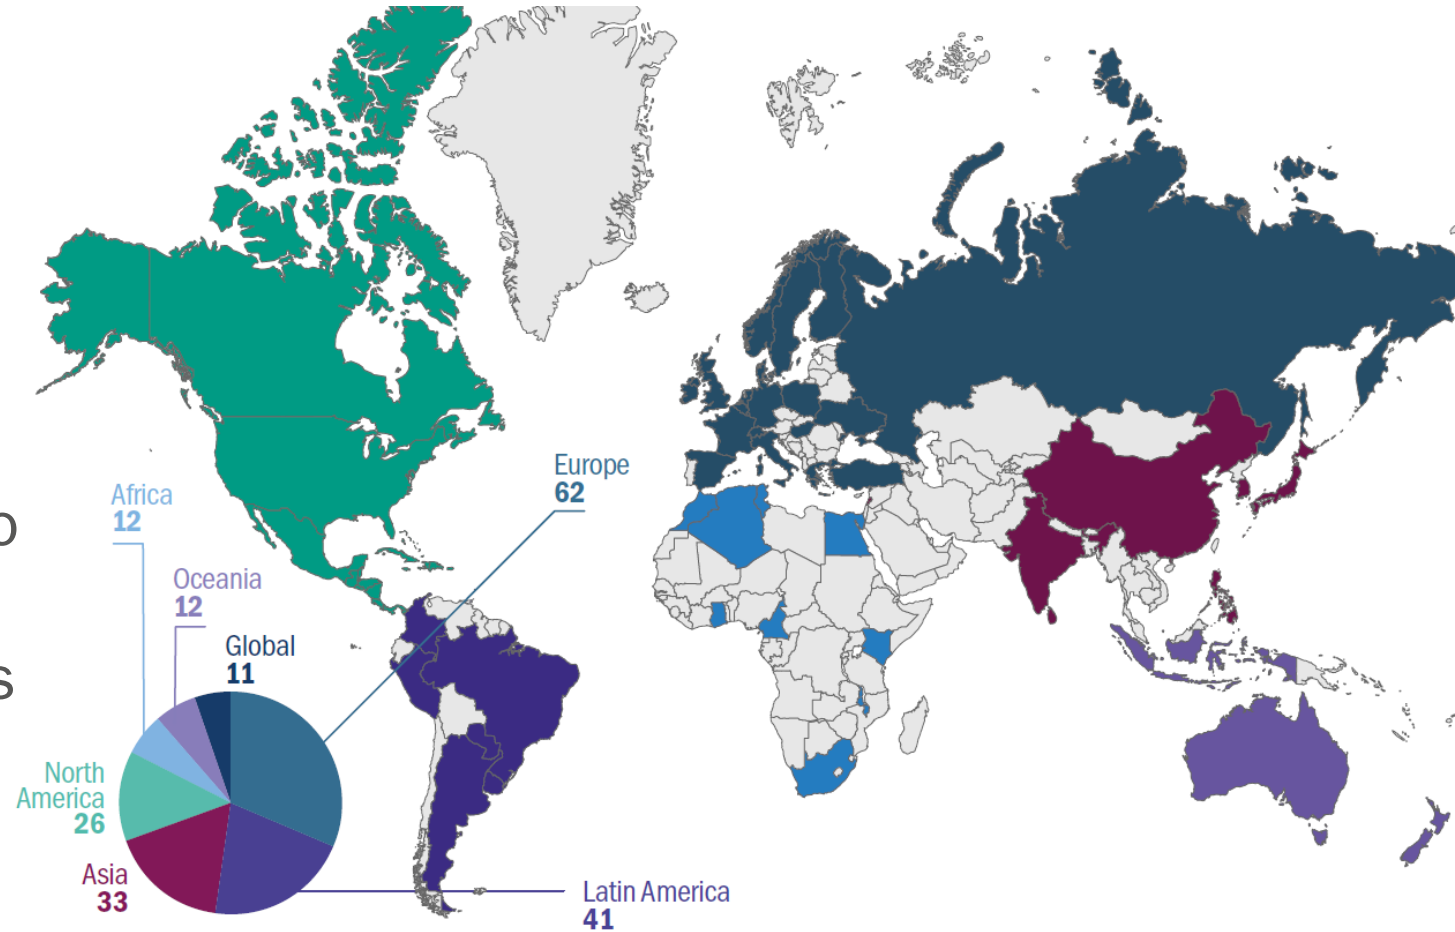 Europe
62
Africa
12
o
Oceania
12
Global
11
s
North
America
26
Asia
33
Latin America
41